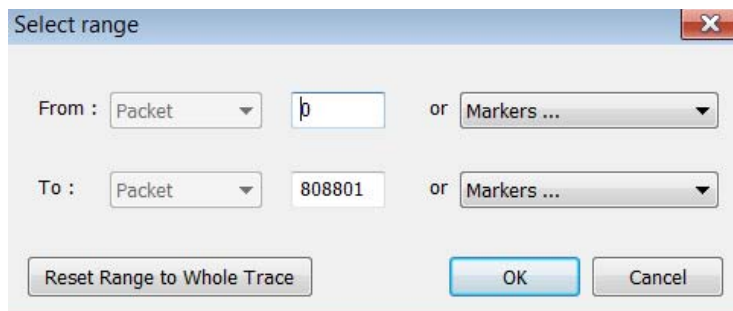 Select range
From : Packet 0 or Markers ...
To : Packet 808801 or Markers ...
Reset Range to Whole Trace OK Cancel